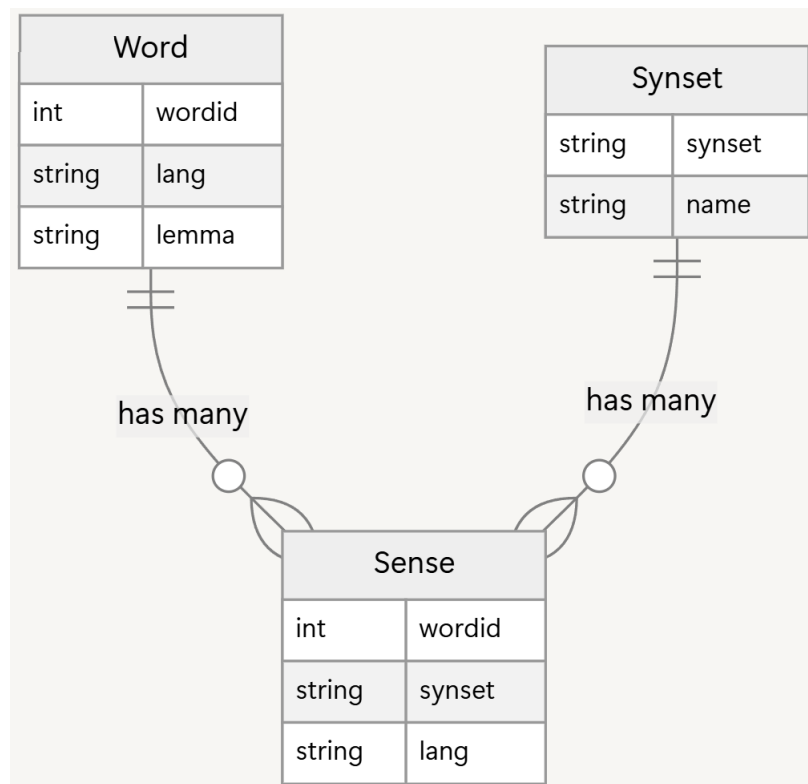 Word
int wordid
string lang
string lemma
Synset
string synset
string name
has many
has many
Sense
int wordid
string synset
string lang